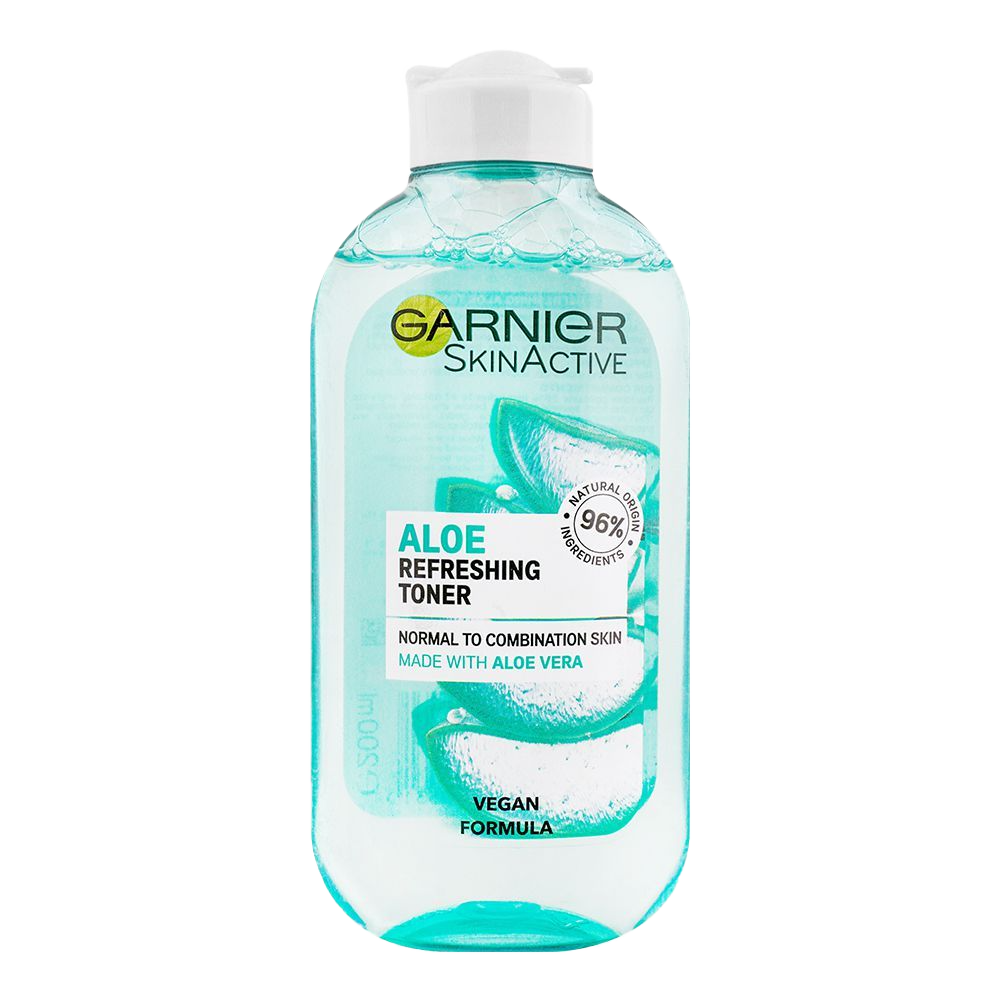 GARNIER
SKINACTIVE
NATURAL ORIGIN
96%
INGREDIENTS
ALOE
REFRESHING
TONER
NORMAL TO COMBINATION SKIN
MADE WITH ALOE VERA
℮200ml
VEGAN
FORMULA